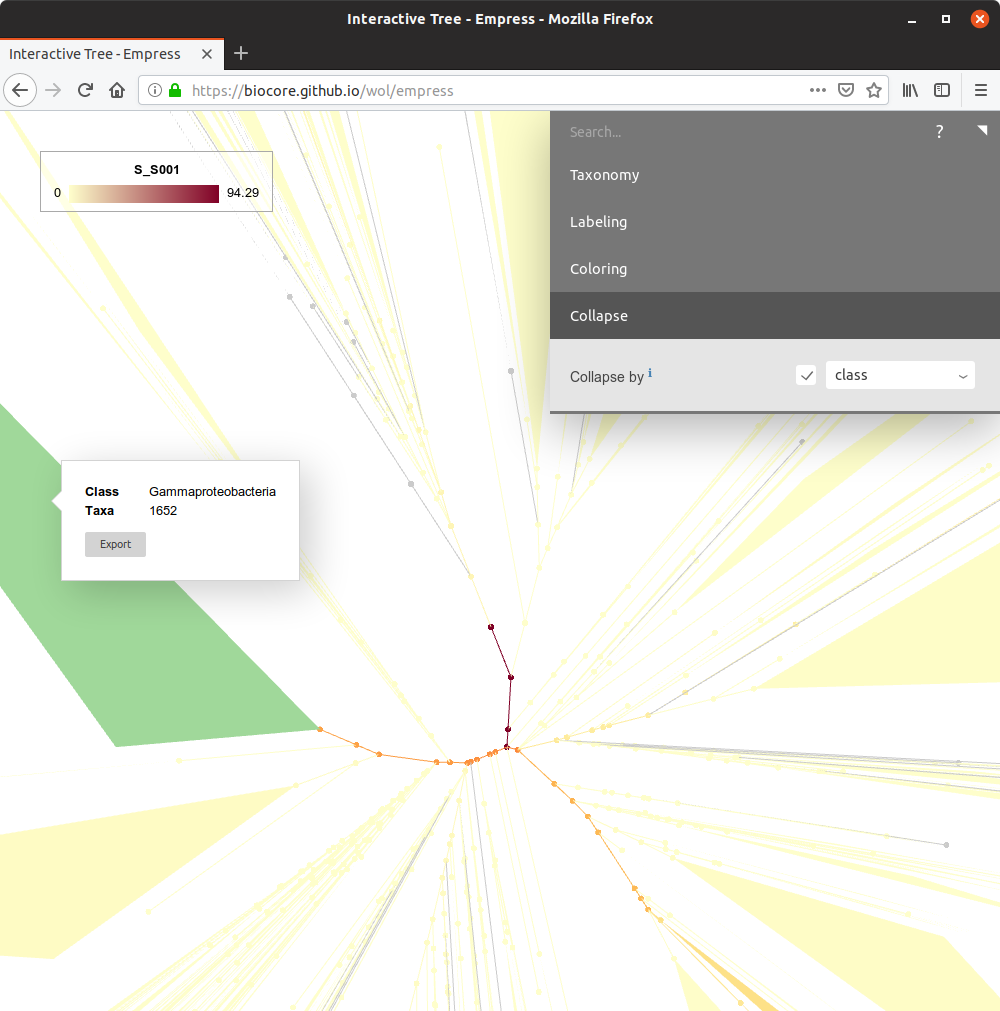 Interactive Tree - Empress - Mozilla Firefox
Interactive Tree - Empress
https://biocore.github.io/wol/empress
Search...
?
S_S001
0
94.29
Taxonomy
Labeling
Coloring
Collapse
Collapse by i
class
Class Gammaproteobacteria
Taxa 1652
Export